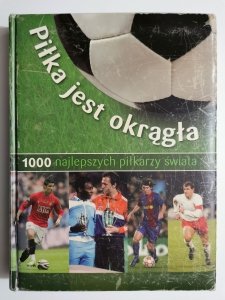 Piłka jest okrągła
1000 najlepszych piłkarzy świata